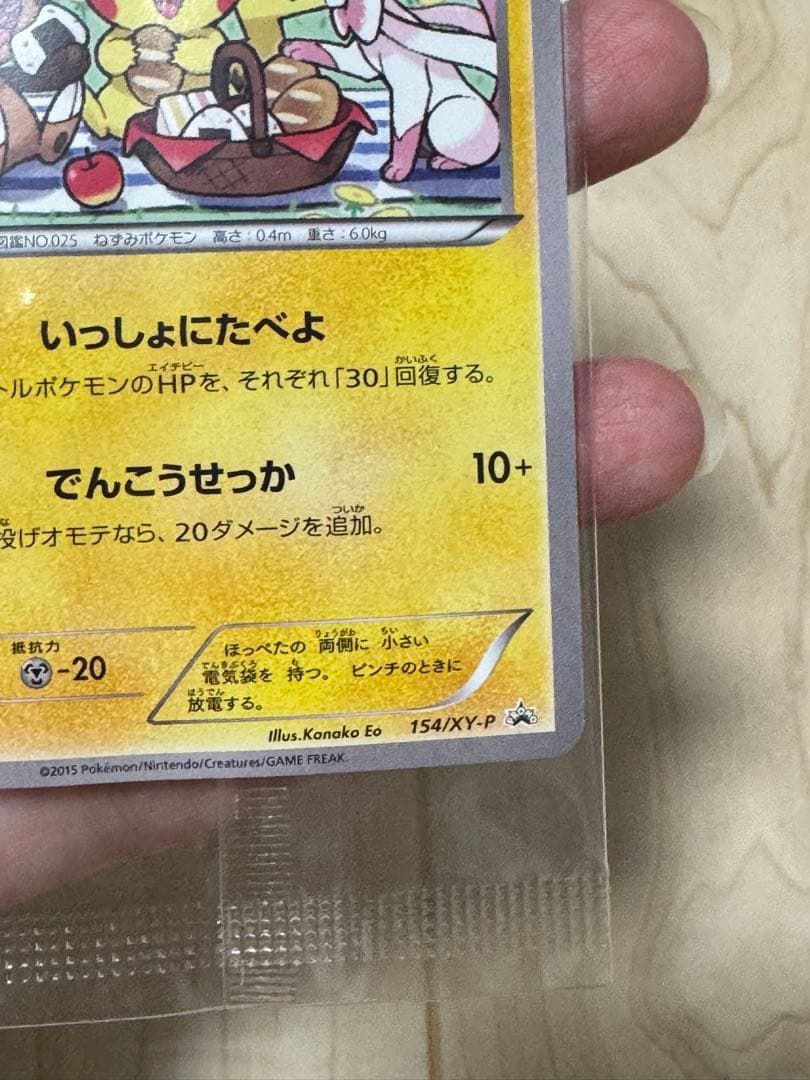 図鑑NO.025 ねずみポケモン 高さ:0.4m 重さ:6.0kg
いっしょにたべよ
エイチピー かいふく
トルポケモンのHPを、それぞれ「30」回復する。
でんこうせっか 10+
な ついか
投げオモテなら、20ダメージを追加。
抵抗力
-20
りょうがわ ちい
ほっぺたの 両側に 小さい
でんきぶくろ も
電気袋を 持つ。 ピンチのときに
ほうでん
放電する。
Illus.Kanako Eo 154/XY-P
©2015 Pokémon/Nintendo/Creatures/GAME FREAK.